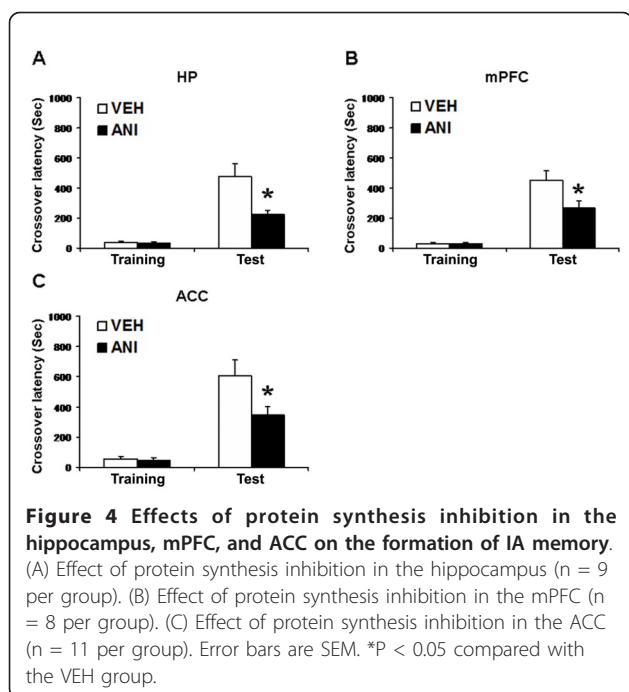 A
HP
Crossover latency (Sec)
1000
800
600
400
200
0
VEH
ANI
*
Training
Test
B
mPFC
Crossover latency (Sec)
1000
800
600
400
200
0
VEH
ANI
*
Training
Test
C
ACC
Crossover latency (Sec)
1000
800
600
400
200
0
VEH
ANI
*
Training
Test
Figure 4 Effects of protein synthesis inhibition in the
hippocampus, mPFC, and ACC on the formation of IA memory.
(A) Effect of protein synthesis inhibition in the hippocampus (n = 9
per group). (B) Effect of protein synthesis inhibition in the mPFC (n
= 8 per group). (C) Effect of protein synthesis inhibition in the ACC
(n = 11 per group). Error bars are SEM. *P < 0.05 compared with
the VEH group.